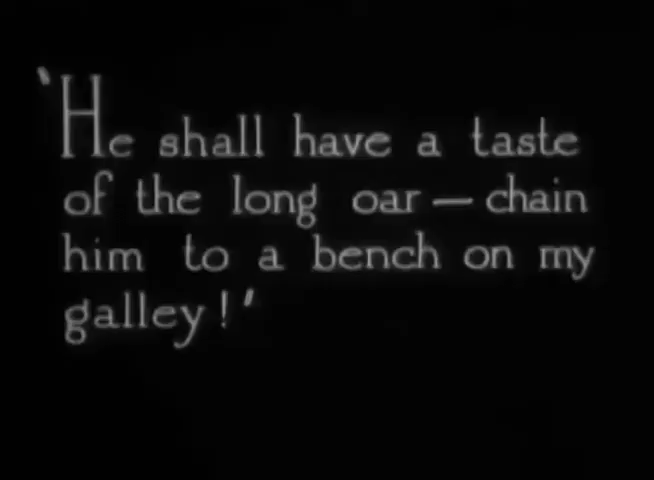 ‛He shall have a taste
of the long oar — chain
him to a bench on my
galley!’